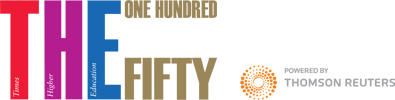 THE ONE HUNDRED
Times Higher Education
FIFTY
POWERED BY
THOMSON REUTERS